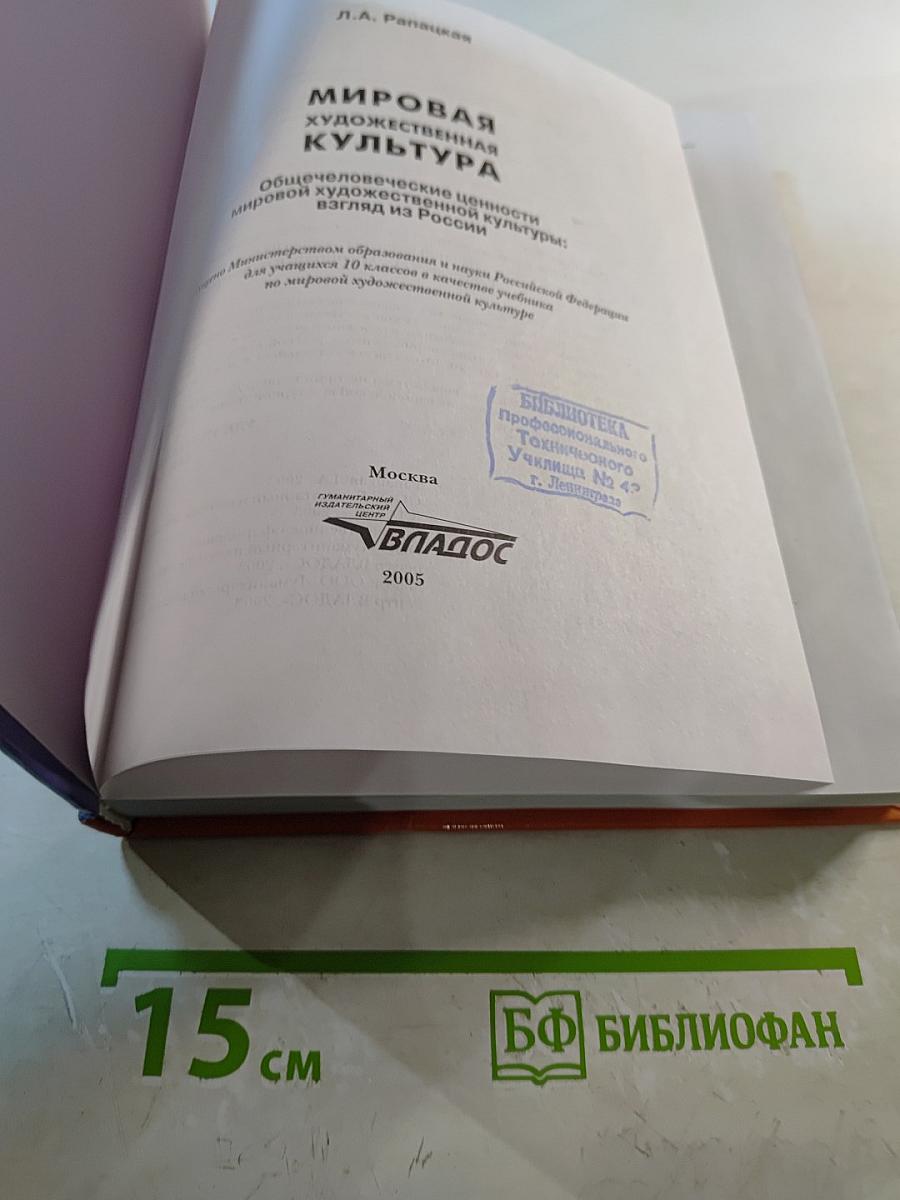 Л.А. Рапацкая
МИРОВАЯ
ХУДОЖЕСТВЕННАЯ
КУЛЬТУРА
Общечеловеческие ценности
мировой художественной культуры:
взгляд из России
Министерством образования и науки Российской Федерации
для учащихся 10 классов в качестве учебника
по мировой художественной культуре
БИБЛИОТЕКА
Профессионального
Технического
Училища № 42
г. Ленинграда
Москва
ГУМАНИТАРНЫЙ
ИЗДАТЕЛЬСКИЙ
ЦЕНТР
ВЛАДОС
2005
15 см
БФ БИБЛИОФАН